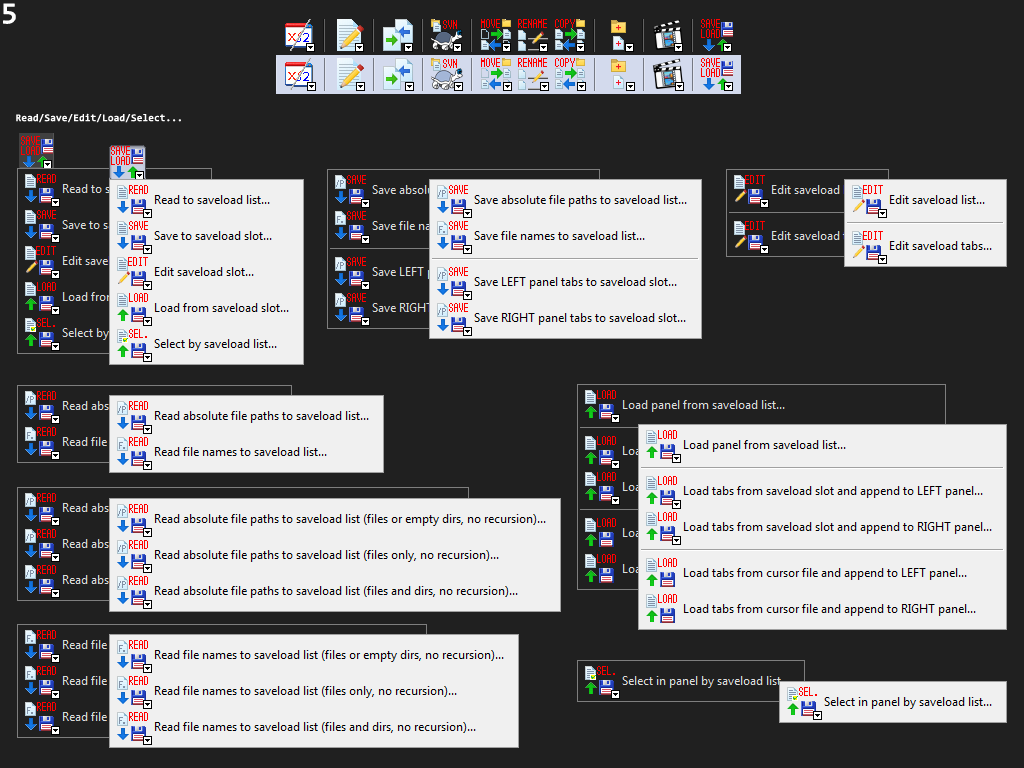 5
XS2 SVN MOVE RENAME COPY SAVE LOAD
XS2 SVN MOVE RENAME COPY SAVE LOAD
Read/Save/Edit/Load/Select...
SAVE LOAD
SAVE LOAD
READ Read to s
SAVE Save to s
EDIT Edit save
LOAD Load from
SEL. Select by
READ Read to saveload list...
SAVE Save to saveload slot...
EDIT Edit saveload slot...
LOAD Load from saveload slot...
SEL. Select by saveload list...
/P SAVE Save absol
F. SAVE Save file na
/P SAVE Save LEFT p
/P SAVE Save RIGHT
/P SAVE Save absolute file paths to saveload list...
F. SAVE Save file names to saveload list...
/P SAVE Save LEFT panel tabs to saveload slot...
/P SAVE Save RIGHT panel tabs to saveload slot...
EDIT Edit saveload
EDIT Edit saveload
EDIT Edit saveload list...
EDIT Edit saveload tabs...
/P READ Read abs
F. READ Read file
/P READ Read absolute file paths to saveload list...
F. READ Read file names to saveload list...
/P READ Read abs
/P READ Read abs
/P READ Read abs
/P READ Read absolute file paths to saveload list (files or empty dirs, no recursion)...
/P READ Read absolute file paths to saveload list (files only, no recursion)...
/P READ Read absolute file paths to saveload list (files and dirs, no recursion)...
F. READ Read file
F. READ Read file
F. READ Read file
F. READ Read file names to saveload list (files or empty dirs, no recursion)...
F. READ Read file names to saveload list (files only, no recursion)...
F. READ Read file names to saveload list (files and dirs, no recursion)...
LOAD Load panel from saveload list...
LOAD Loa
LOAD Loa
LOAD Loa
LOAD Loa
LOAD Load panel from saveload list...
LOAD Load tabs from saveload slot and append to LEFT panel...
LOAD Load tabs from saveload slot and append to RIGHT panel...
LOAD Load tabs from cursor file and append to LEFT panel...
LOAD Load tabs from cursor file and append to RIGHT panel...
SEL. Select in panel by saveload list
SEL. Select in panel by saveload list...